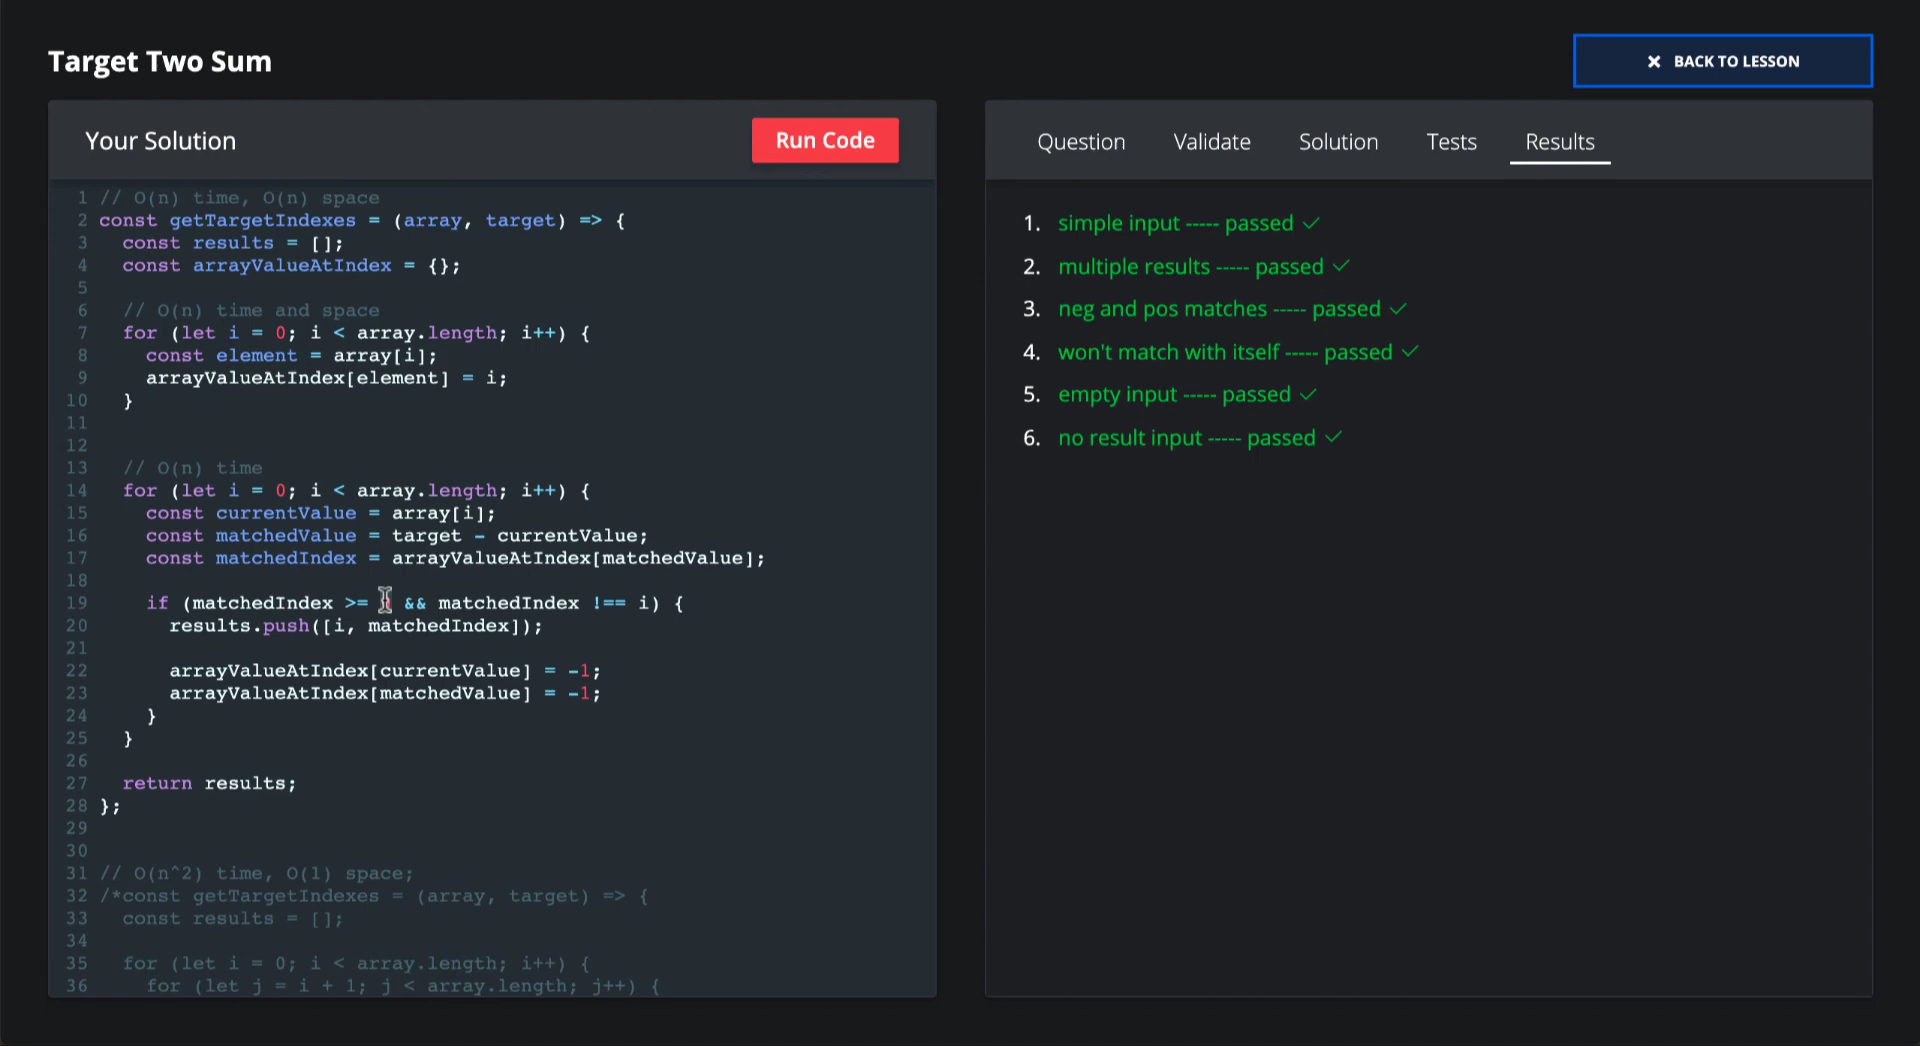 Target Two Sum
BACK TO LESSON
Your Solution
Run Code
1 // O(n) time, O(n) space
2 const getTargetIndexes = (array, target) => {
3   const results = [];
4   const arrayValueAtIndex = {};
5
6   // O(n) time and space
7   for (let i = 0; i < array.length; i++) {
8     const element = array[i];
9     arrayValueAtIndex[element] = i;
10   }
11
12
13   // O(n) time
14   for (let i = 0; i < array.length; i++) {
15     const currentValue = array[i];
16     const matchedValue = target - currentValue;
17     const matchedIndex = arrayValueAtIndex[matchedValue];
18
19     if (matchedIndex >= && matchedIndex !== i) {
20       results.push([i, matchedIndex]);
21
22       arrayValueAtIndex[currentValue] = -1;
23       arrayValueAtIndex[matchedValue] = -1;
24     }
25   }
26
27   return results;
28 };
29
30
31 // O(n^2) time, O(1) space;
32 /*const getTargetIndexes = (array, target) => {
33   const results = [];
34
35   for (let i = 0; i < array.length; i++) {
36     for (let j = i + 1; j < array.length; j++) {
Question Validate Solution Tests Results
1. simple input ----- passed ✓
2. multiple results ----- passed ✓
3. neg and pos matches ----- passed ✓
4. won't match with itself ----- passed ✓
5. empty input ----- passed ✓
6. no result input ----- passed ✓